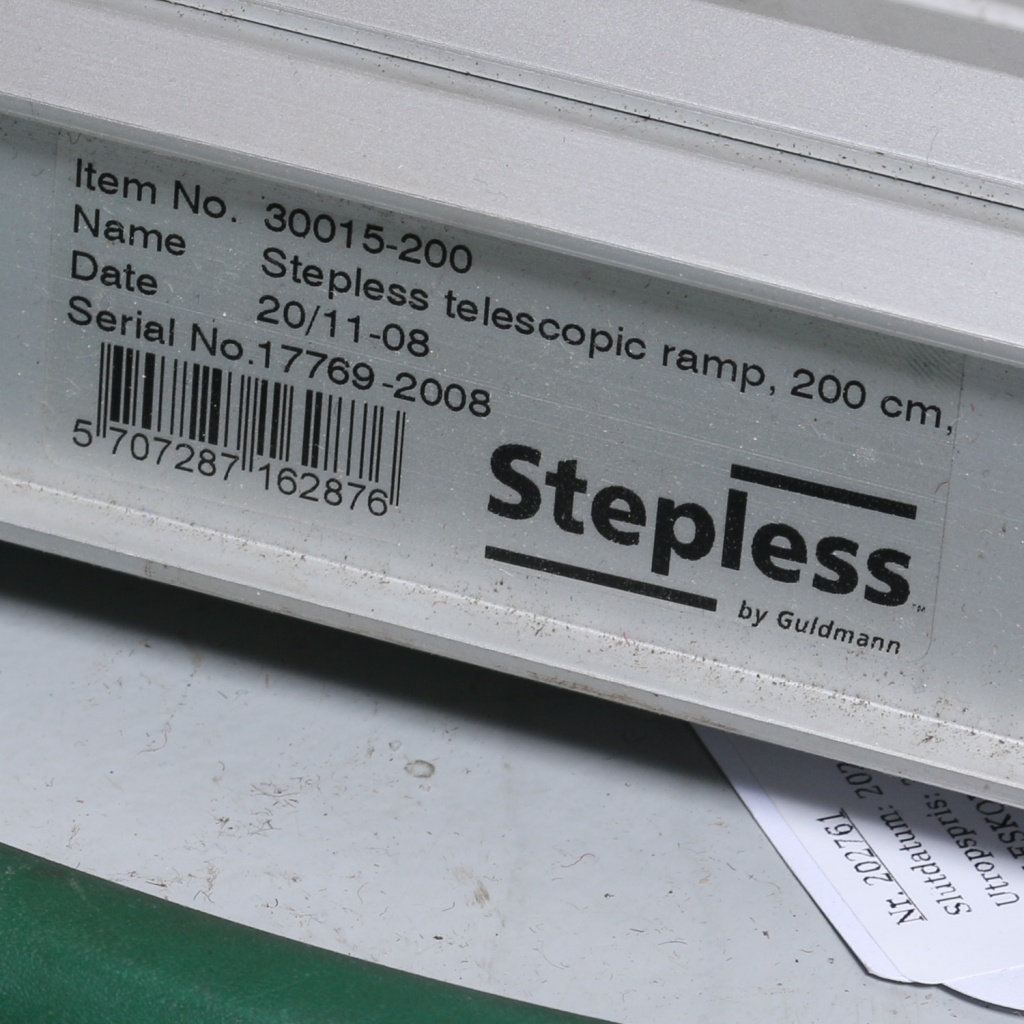 Item No. 30015-200
Name Stepless telescopic ramp, 200 cm,
Date 20/11-08
Serial No.17769-2008
5 707287 162876
Stepless™
by Guldmann
Nr. 202761
Slutdatum:
Utropspris: